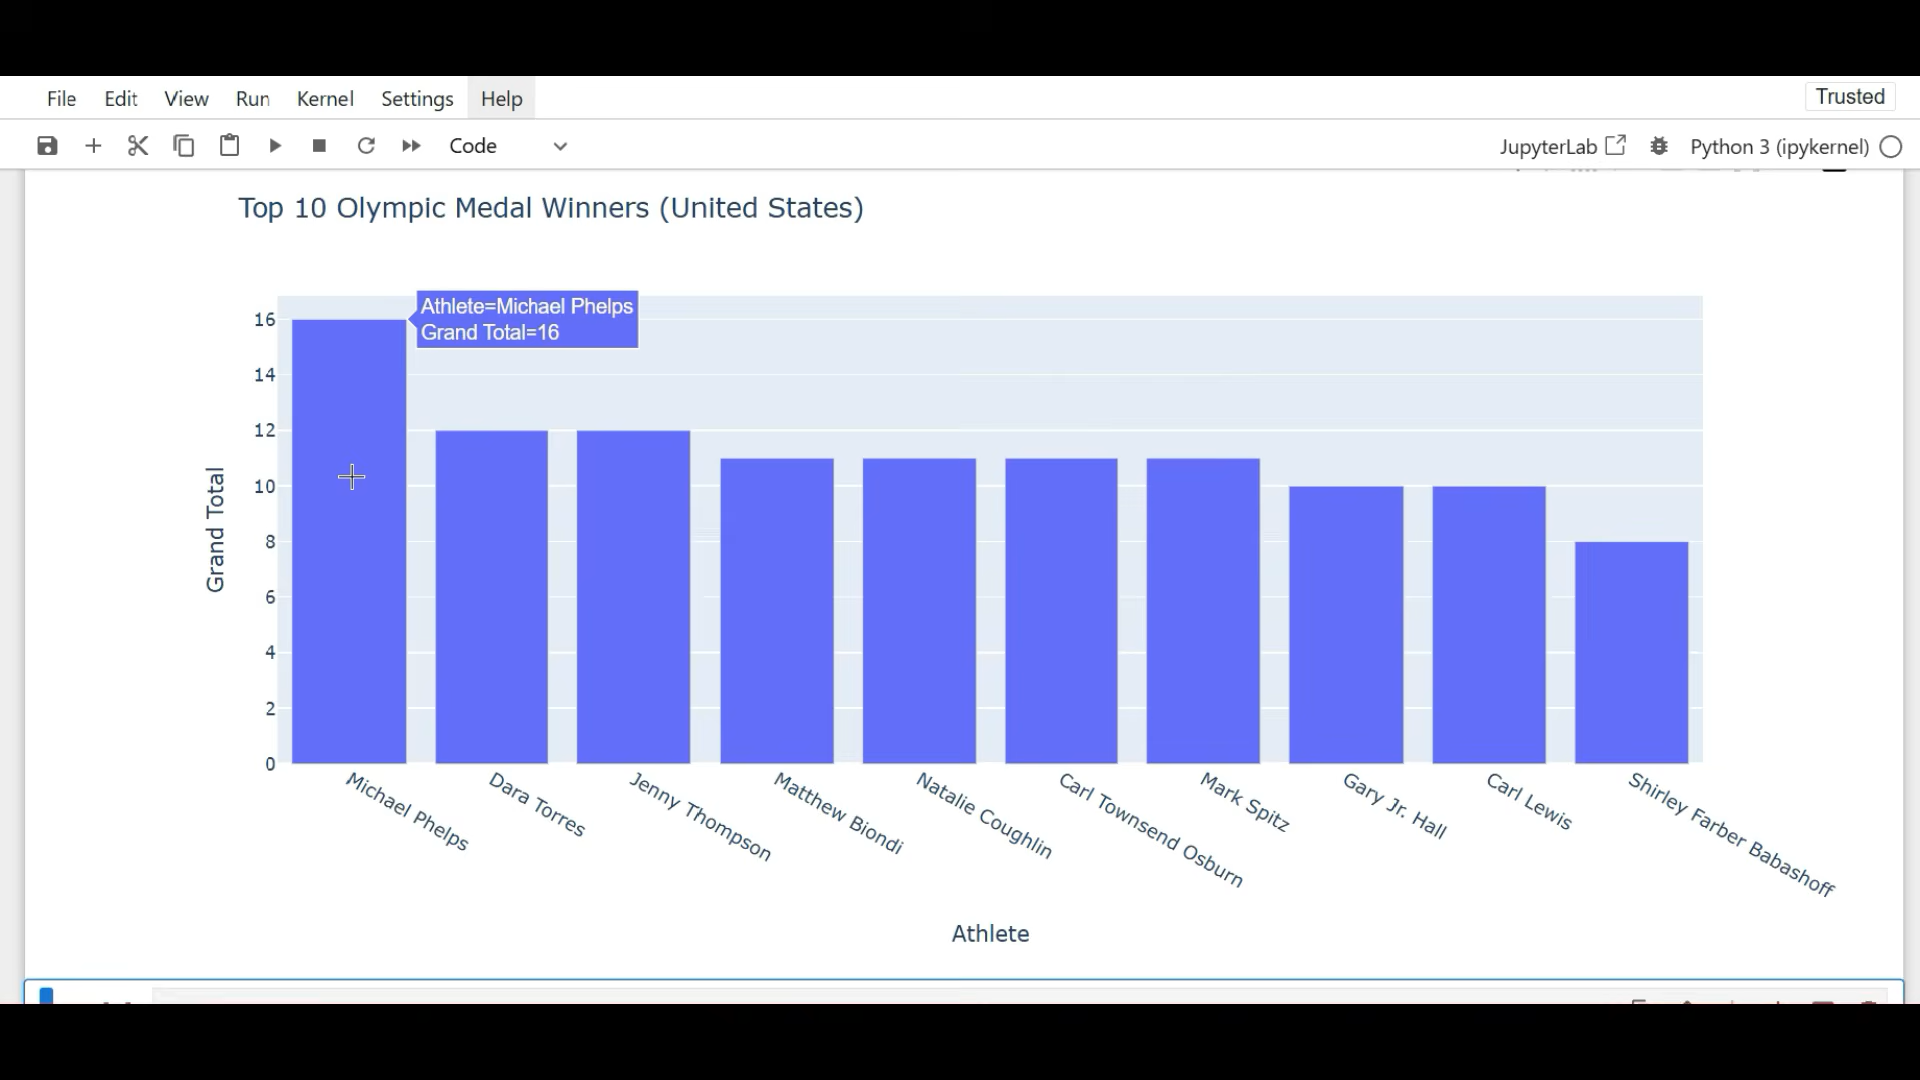 File Edit View Run Kernel Settings Help
Trusted
Code
JupyterLab
Python 3 (ipykernel)
Top 10 Olympic Medal Winners (United States)
Athlete=Michael Phelps
Grand Total=16
16
14
12
10
8
6
4
2
0
Grand Total
Michael Phelps
Dara Torres
Jenny Thompson
Matthew Biondi
Natalie Coughlin
Carl Townsend Osburn
Mark Spitz
Gary Jr. Hall
Carl Lewis
Shirley Farber Babashoff
Athlete